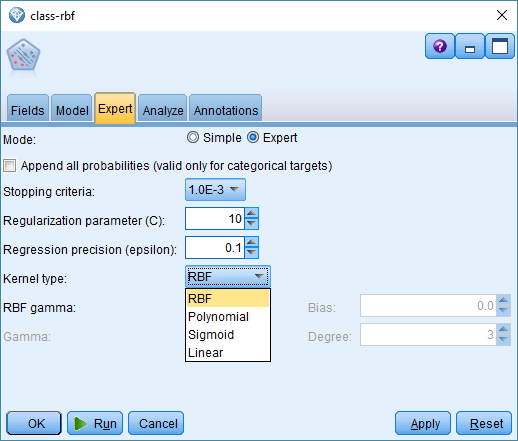 class-rbf
?
Fields Model Expert Analyze Annotations
Mode: Simple Expert
Append all probabilities (valid only for categorical targets)
Stopping criteria: 1.0E-3
Regularization parameter (C): 10
Regression precision (epsilon): 0.1
Kernel type: RBF
RBF gamma: RBF Bias: 0.0
Polynomial
Gamma: Sigmoid Degree: 3
Linear
OK Run Cancel Apply Reset